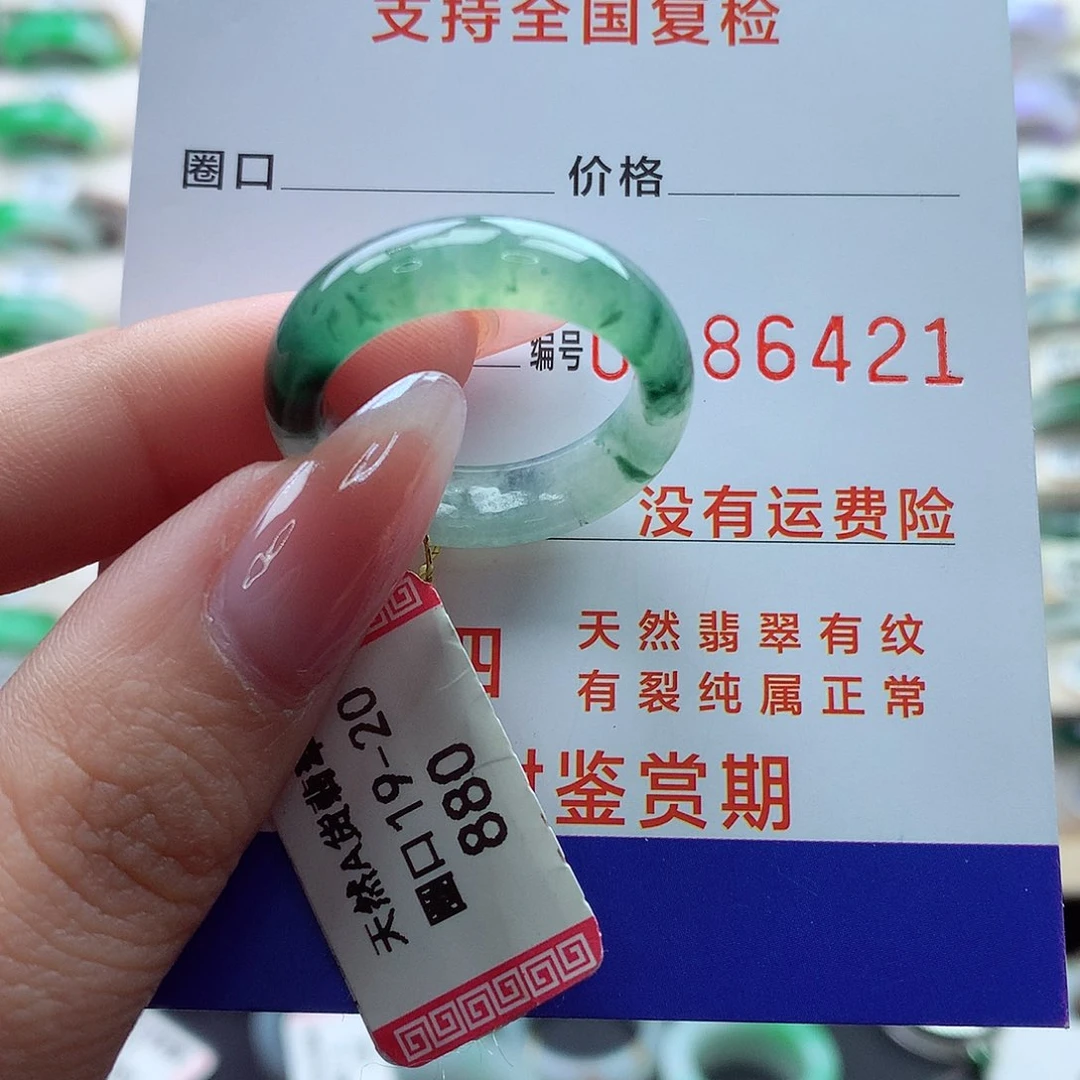 支持全国复检
圈口 价格
编号 86421
没有运费险
四 天然翡翠有纹
有裂纯属正常
时鉴赏期
天然A货翡翠
圈口19-20
880